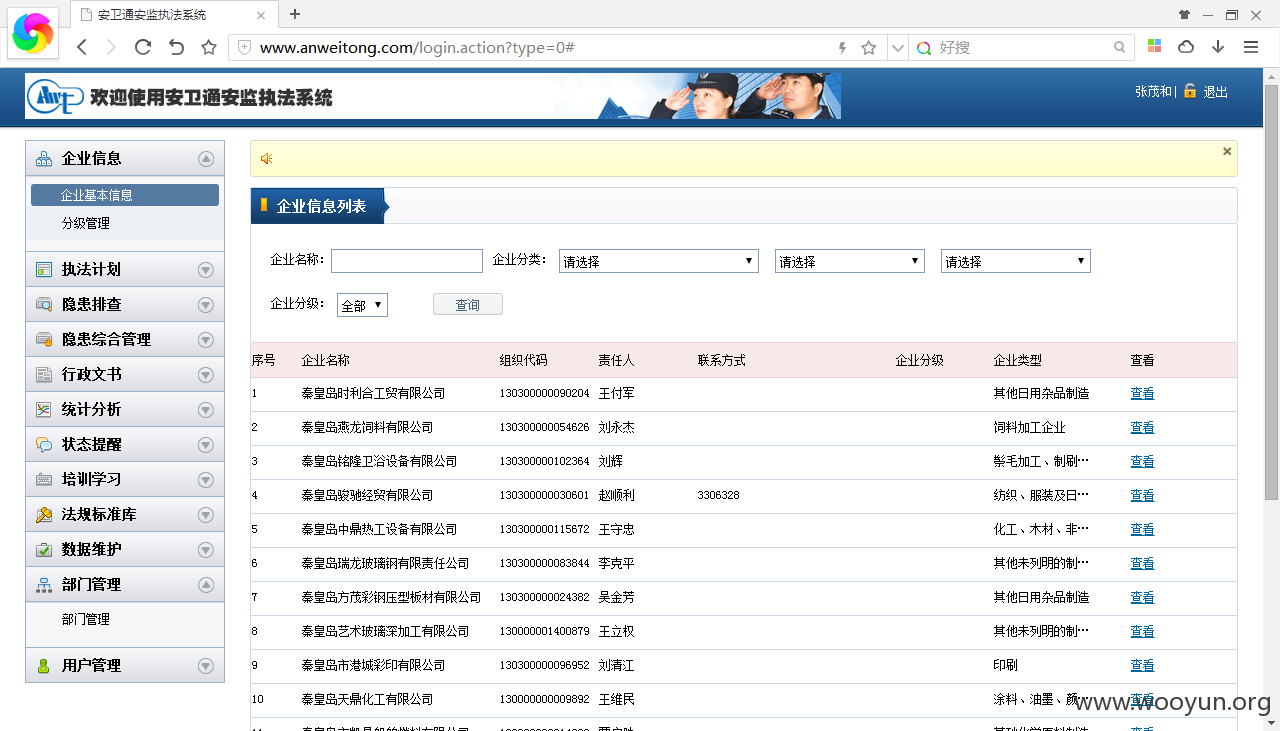 安卫通安监执法系统
www.anweitong.com/login.action?type=0#
好搜
AWT 欢迎使用安卫通安监执法系统
张茂和| 退出
企业信息
企业基本信息
分级管理
执法计划
隐患排查
隐患综合管理
行政文书
统计分析
状态提醒
培训学习
法规标准库
数据维护
部门管理
部门管理
用户管理
企业信息列表
企业名称： 企业分类： 请选择 请选择 请选择
企业分级： 全部 查询
序号 企业名称 组织代码 责任人 联系方式 企业分级 企业类型 查看
1 秦皇岛时利合工贸有限公司 130300000090204 王付军 其他日用杂品制造 查看
2 秦皇岛燕龙饲料有限公司 130300000054626 刘永杰 饲料加工企业 查看
3 秦皇岛铭隆卫浴设备有限公司 130300000102364 刘辉 鬃毛加工、制刷… 查看
4 秦皇岛骏驰经贸有限公司 130300000030601 赵顺利 3306328 纺织、服装及日… 查看
5 秦皇岛中鼎热工设备有限公司 130300000115672 王守忠 化工、木材、非… 查看
6 秦皇岛瑞龙玻璃钢有限责任公司 130300000083844 李克平 其他未列明的制… 查看
7 秦皇岛方茂彩钢压型板材有限公司 130300000024382 吴金芳 其他日用杂品制造 查看
8 秦皇岛艺术玻璃深加工有限公司 130000001400879 王立权 其他未列明的制… 查看
9 秦皇岛市港城彩印有限公司 130300000096952 刘清江 印刷 查看
10 秦皇岛天鼎化工有限公司 130000000009892 王维民 涂料、油墨、颜… 查看
www.wooyun.org